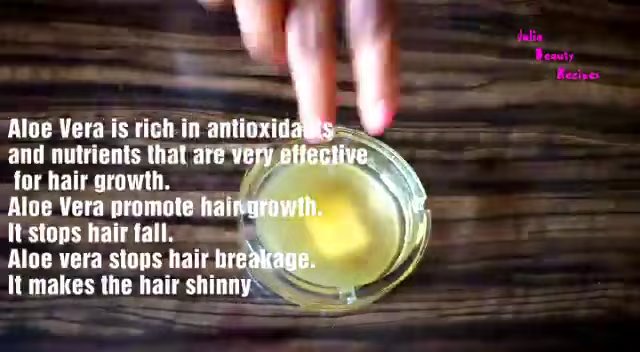 Julia
Beauty
Recipes
Aloe Vera is rich in antioxidants
and nutrients that are very effective
for hair growth.
Aloe Vera promote hair growth.
It stops hair fall.
Aloe vera stops hair breakage.
It makes the hair shinny